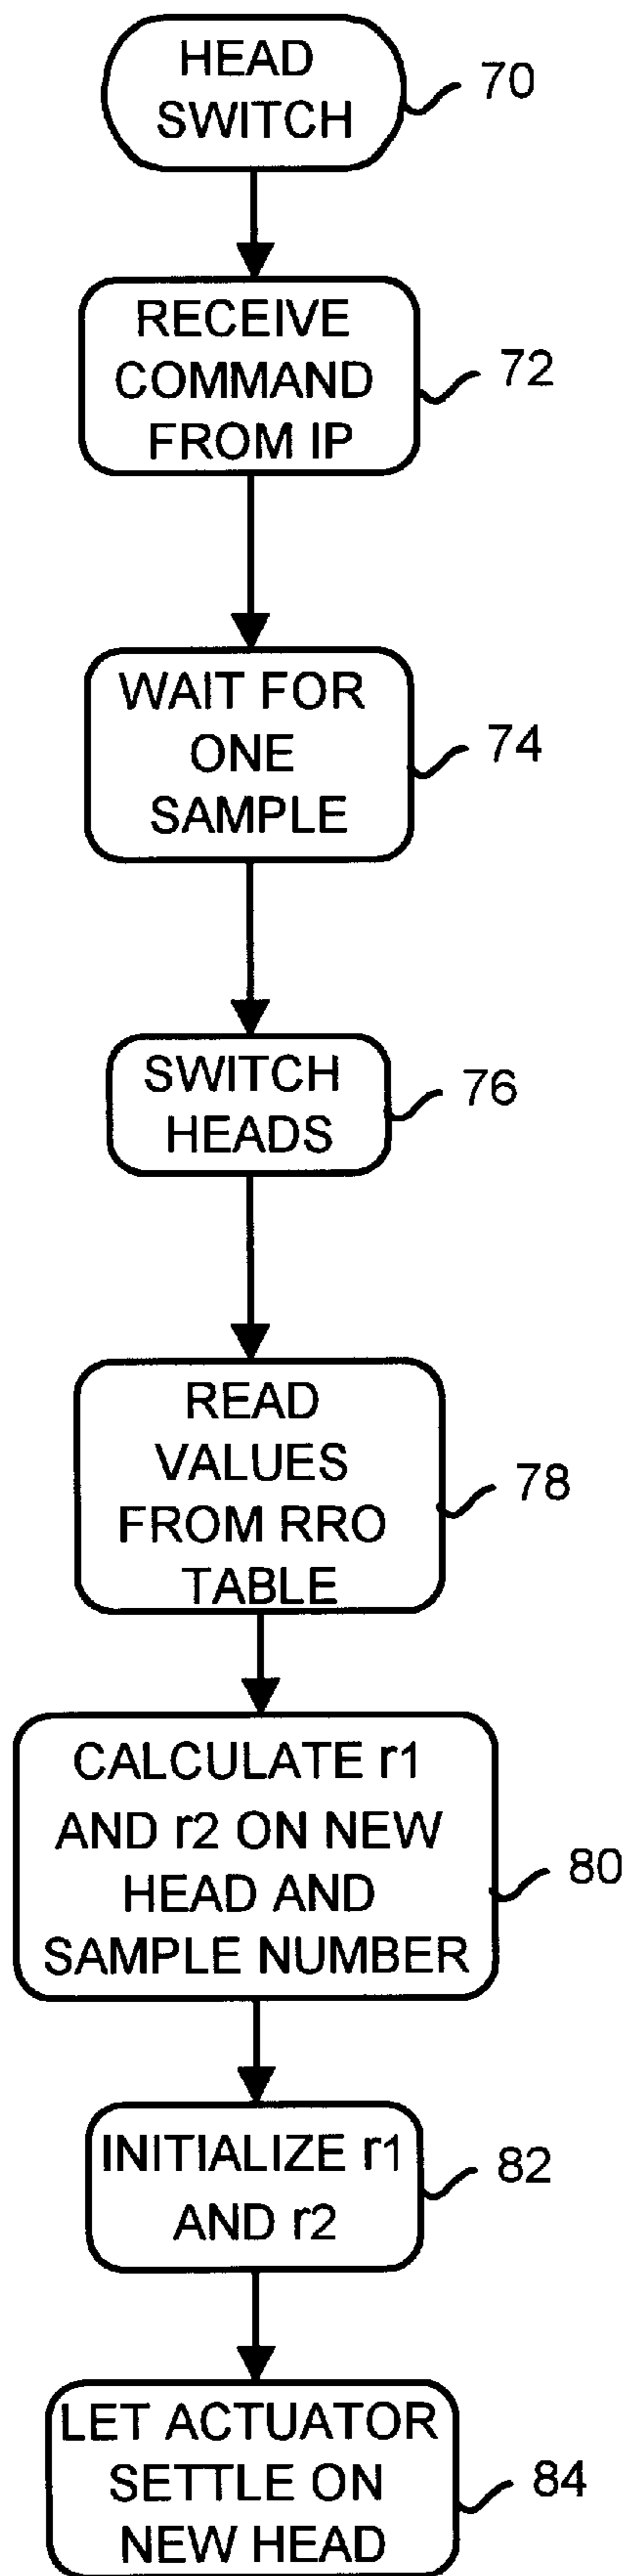 HEAD
SWITCH
70
RECEIVE
COMMAND
FROM IP
72
WAIT FOR
ONE
SAMPLE
74
SWITCH
HEADS
76
READ
VALUES
FROM RRO
TABLE
78
CALCULATE r1
AND r2 ON NEW
HEAD AND
SAMPLE NUMBER
80
INITIALIZE r1
AND r2
82
LET ACTUATOR
SETTLE ON
NEW HEAD
84